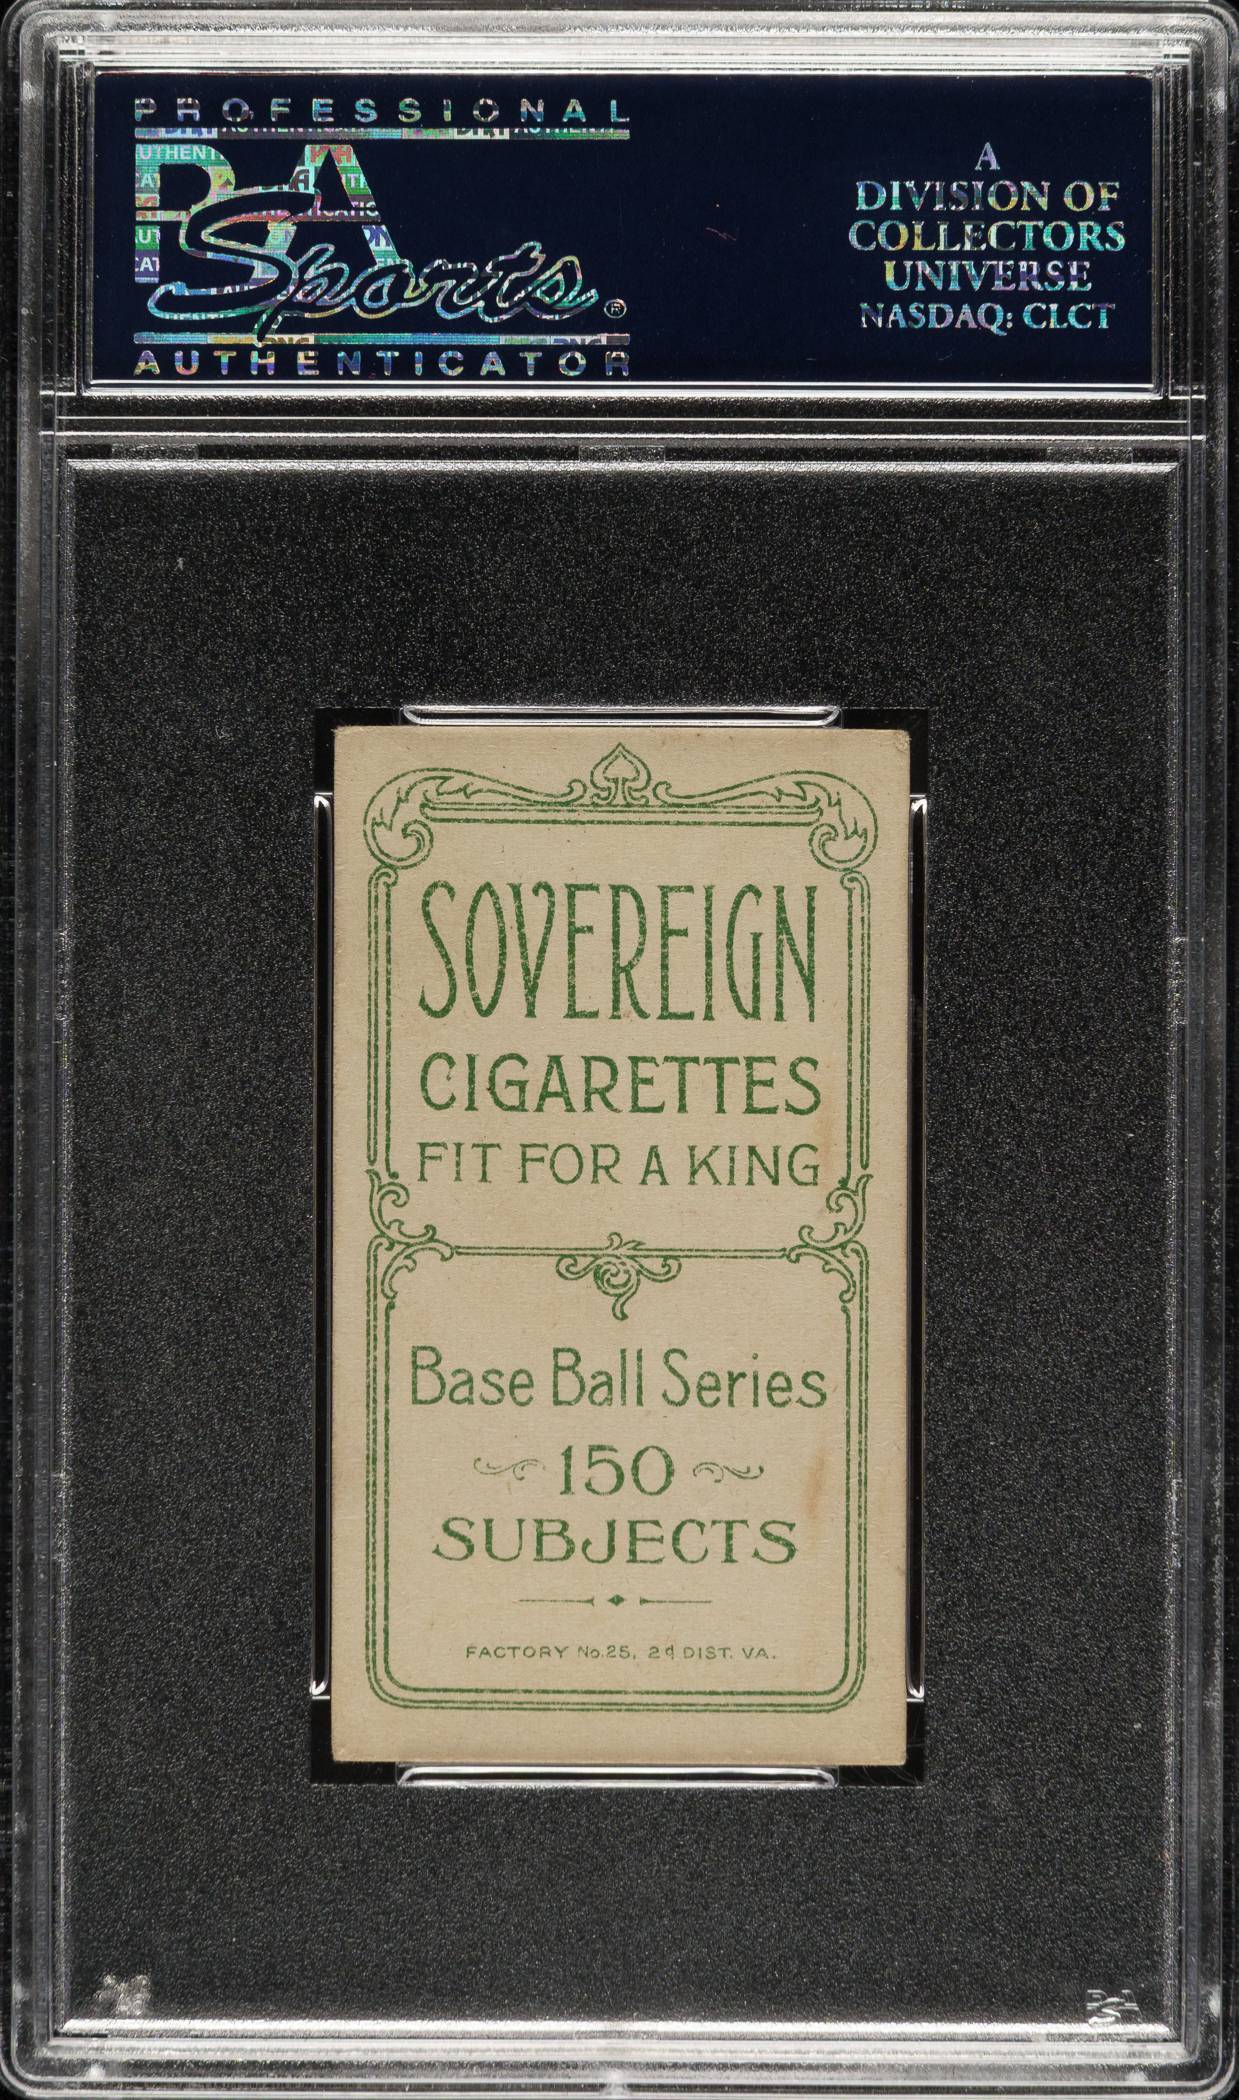 PROFESSIONAL
PSA
Sports ®
AUTHENTICATOR
A
DIVISION OF
COLLECTORS
UNIVERSE
NASDAQ: CLCT
SOVEREIGN
CIGARETTES
FIT FOR A KING
Base Ball Series
150
SUBJECTS
FACTORY No.25, 2d DIST. VA.
PSA